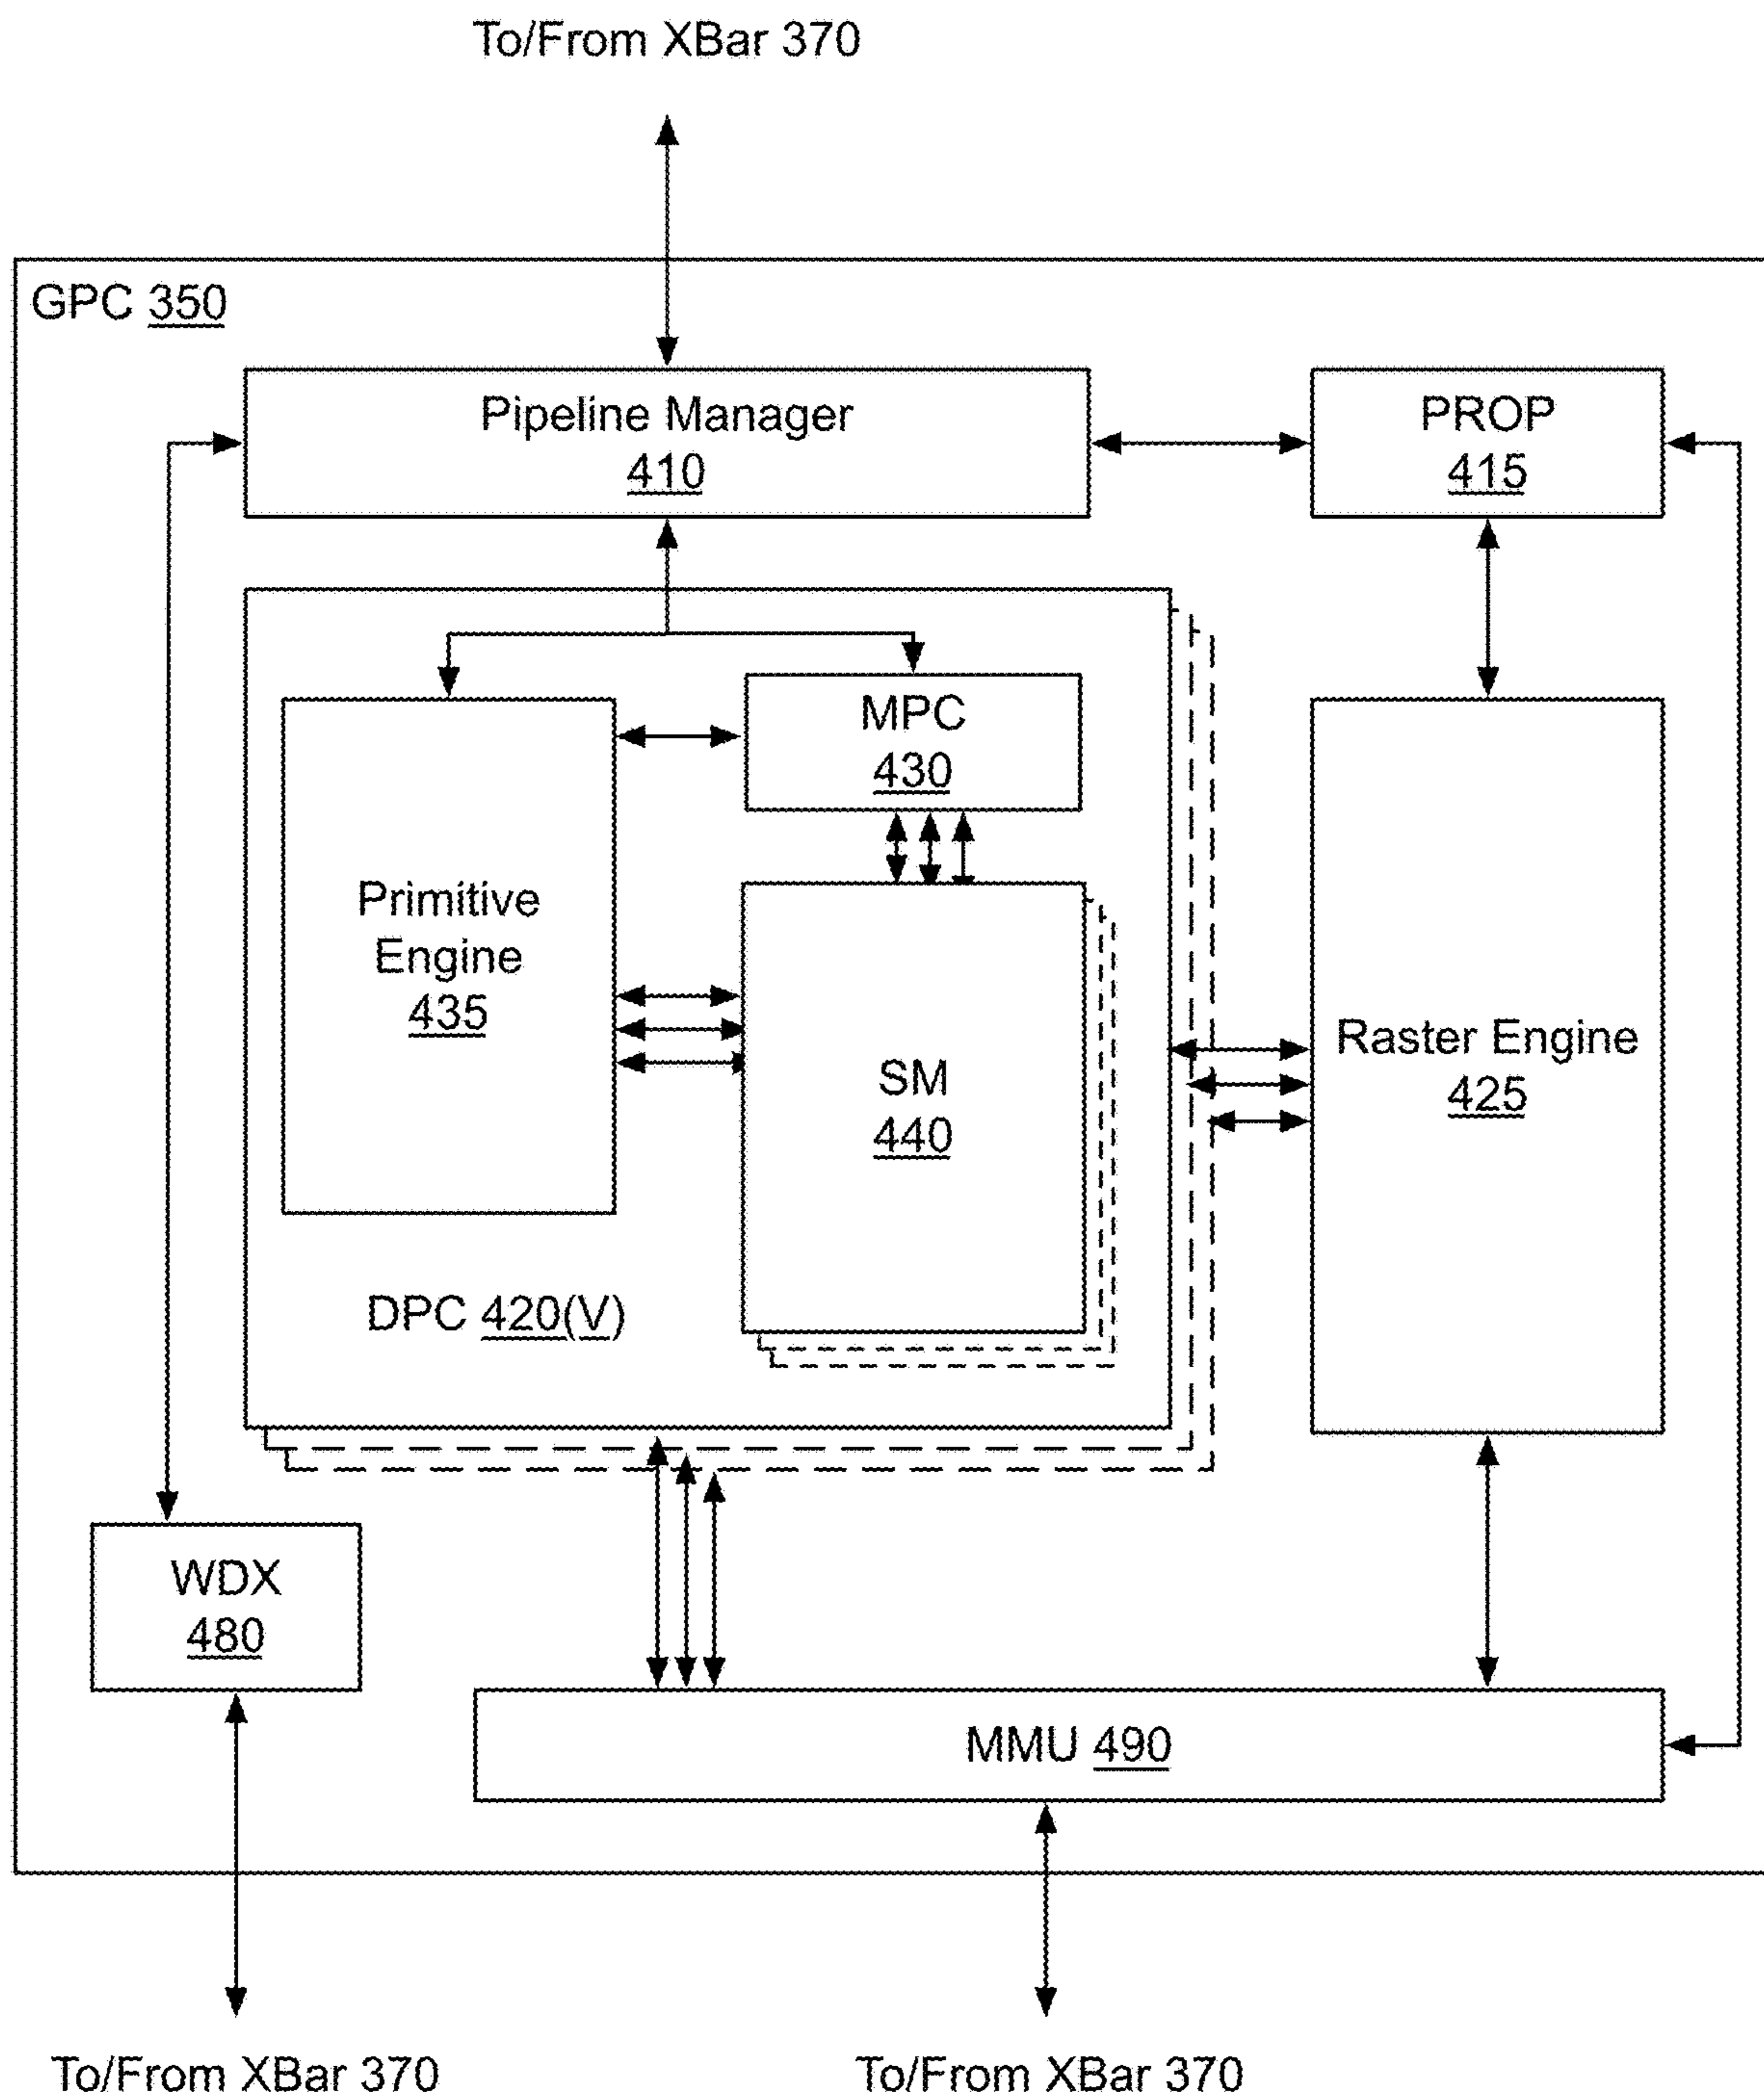 To/From XBar 370
GPC 350
Pipeline Manager
410
PROP
415
MPC
430
Primitive
Engine
435
SM
440
Raster Engine
425
DPC 420(V)
WDX
480
MMU 490
To/From XBar 370
To/From XBar 370